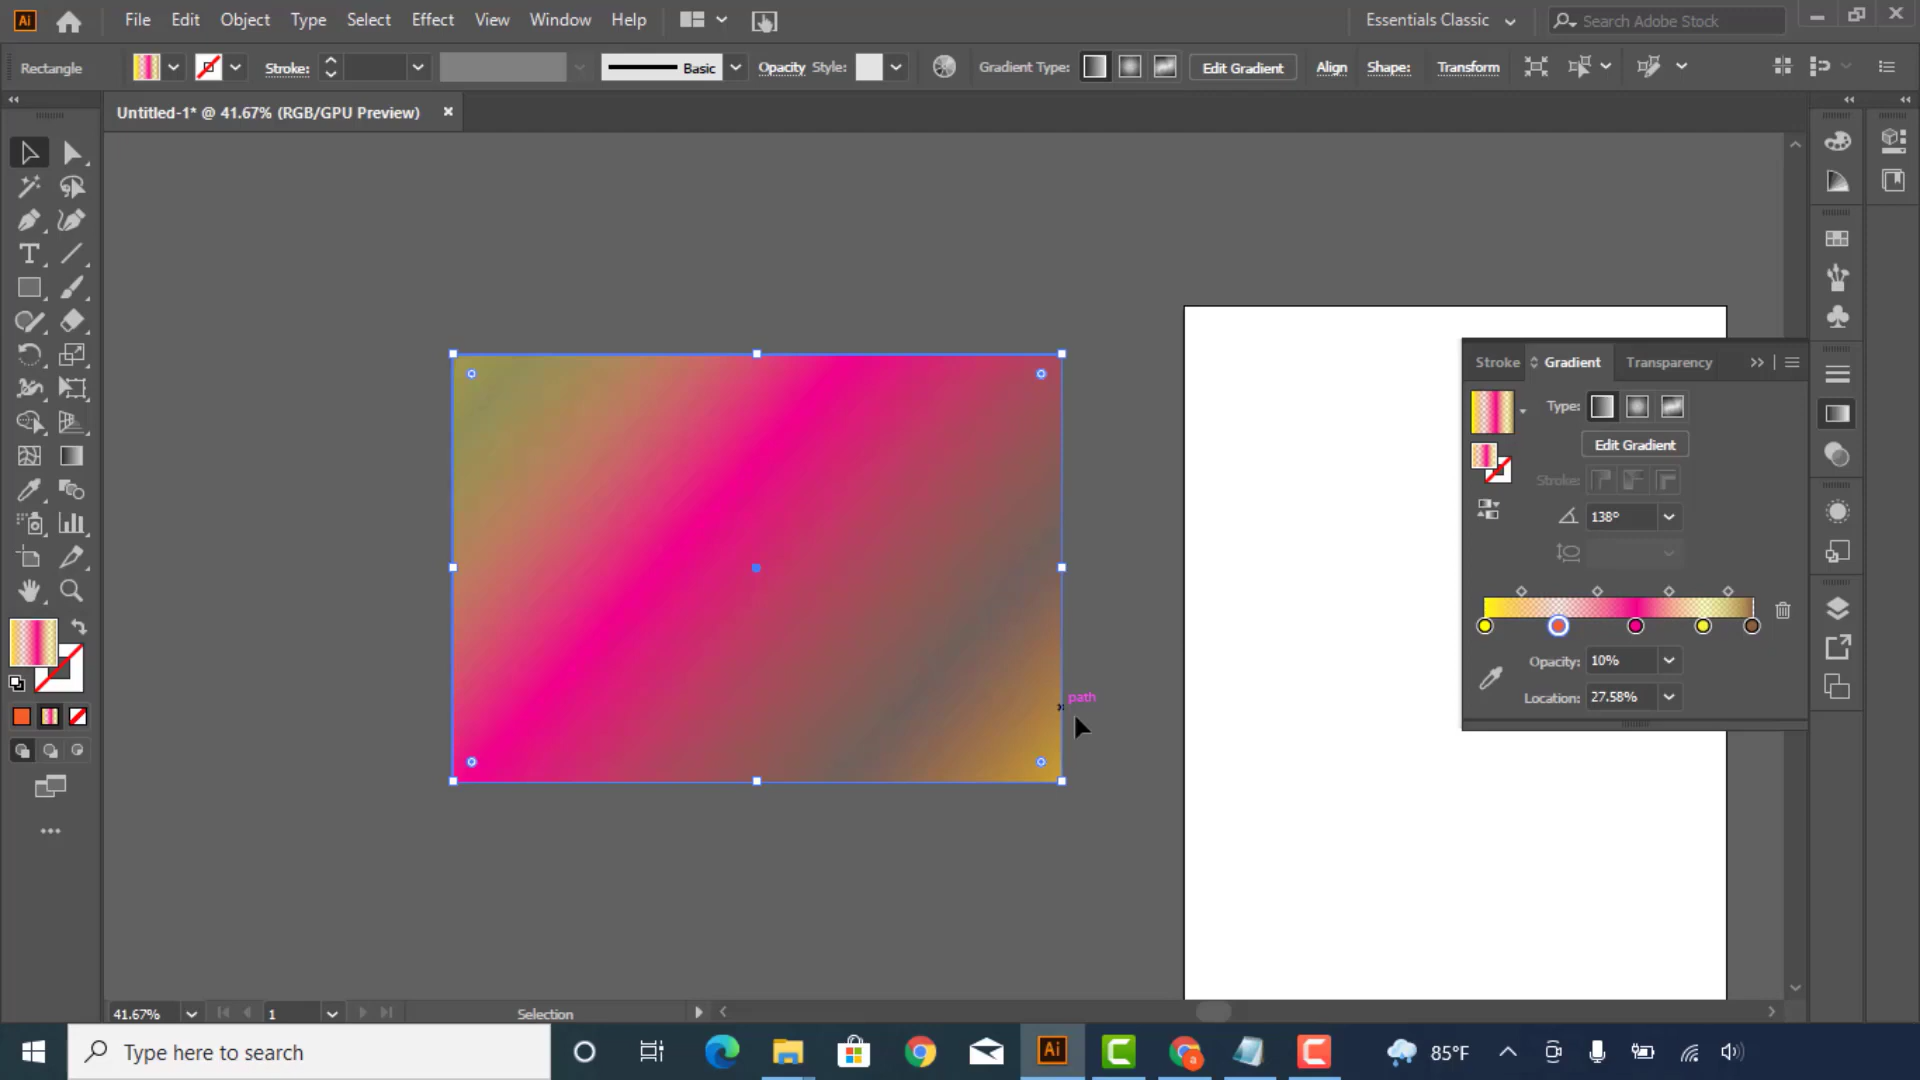 Ai File Edit Object Type Select Effect View Window Help Essentials Classic Search Adobe Stock
Rectangle Stroke: Basic Opacity Style: Gradient Type: Edit Gradient Align Shape: Transform
Untitled-1* @ 41.67% (RGB/GPU Preview)
Stroke Gradient Transparency
Type:
Edit Gradient
Stroke:
138°
Opacity: 10%
Location: 27.58%
path
41.67% 1 Selection
Type here to search Ai 85°F